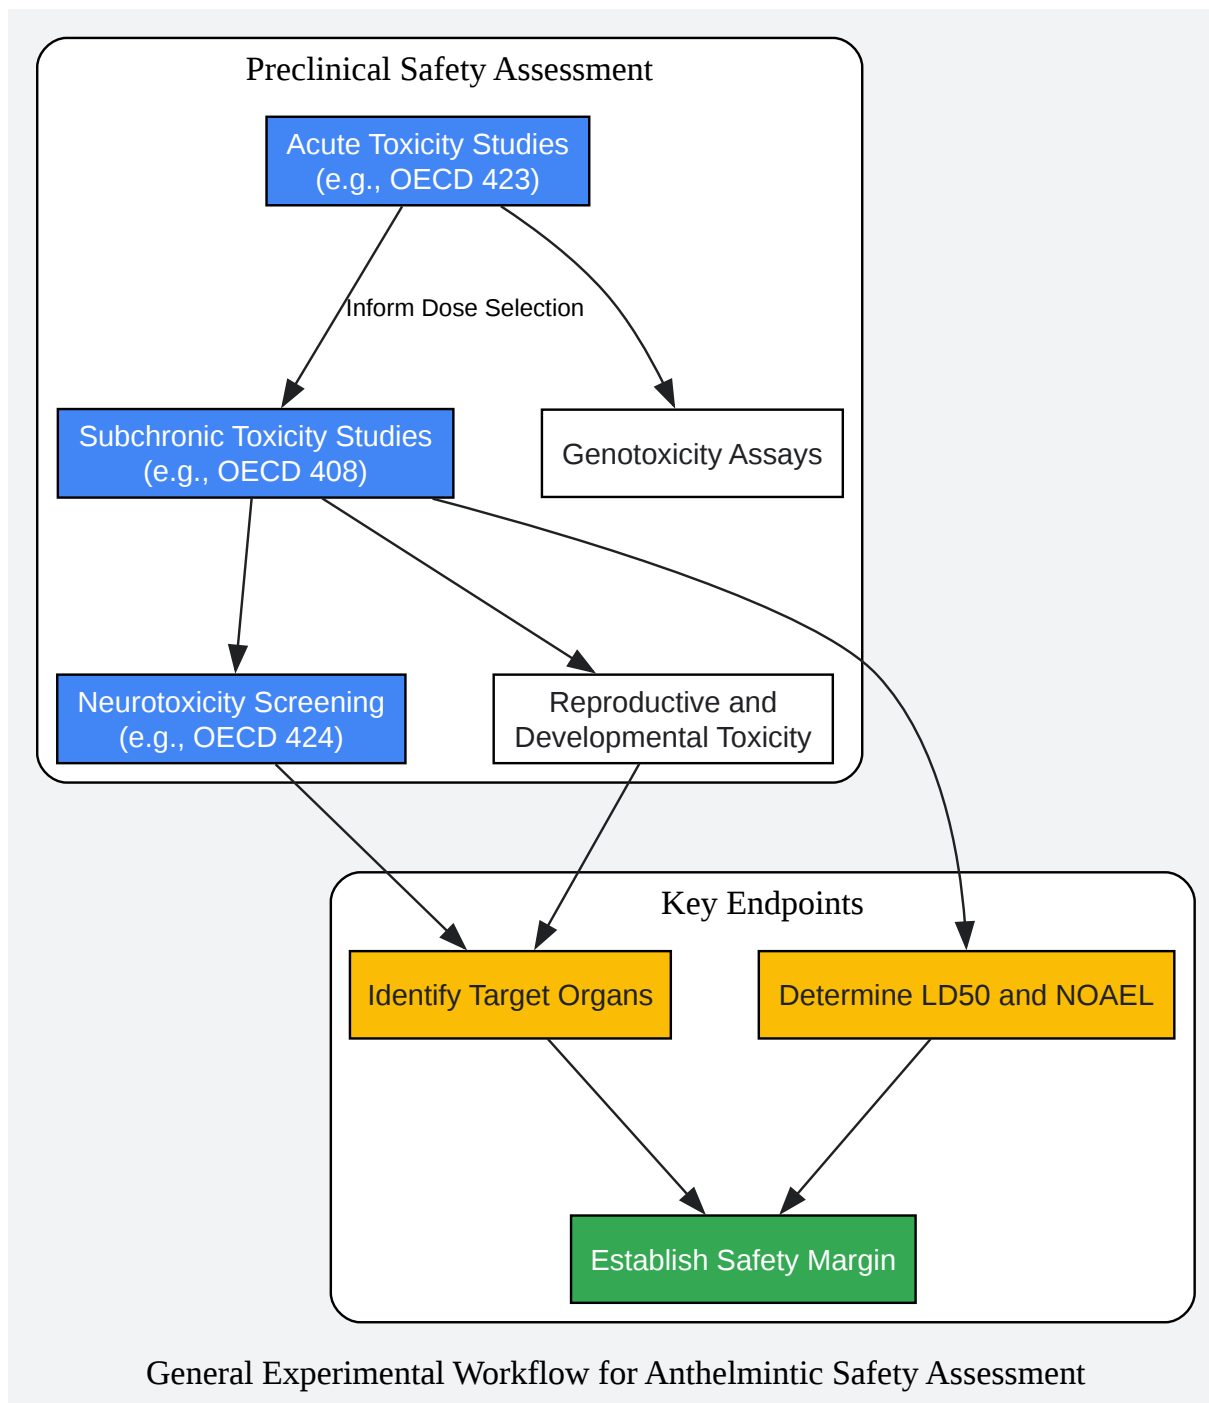 Preclinical Safety Assessment
Acute Toxicity Studies
(e.g., OECD 423)
Inform Dose Selection
Subchronic Toxicity Studies
(e.g., OECD 408)
Genotoxicity Assays
Neurotoxicity Screening
(e.g., OECD 424)
Reproductive and
Developmental Toxicity
Key Endpoints
Identify Target Organs
Determine LD50 and NOAEL
Establish Safety Margin
General Experimental Workflow for Anthelmintic Safety Assessment